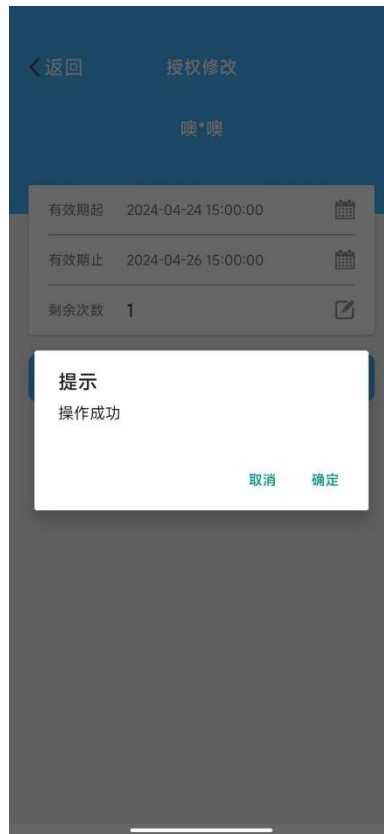 返回
授权修改
噢*噢
有效期起 2024-04-24 15:00:00
有效期止 2024-04-26 15:00:00
剩余次数 1
提示
操作成功
取消 确定